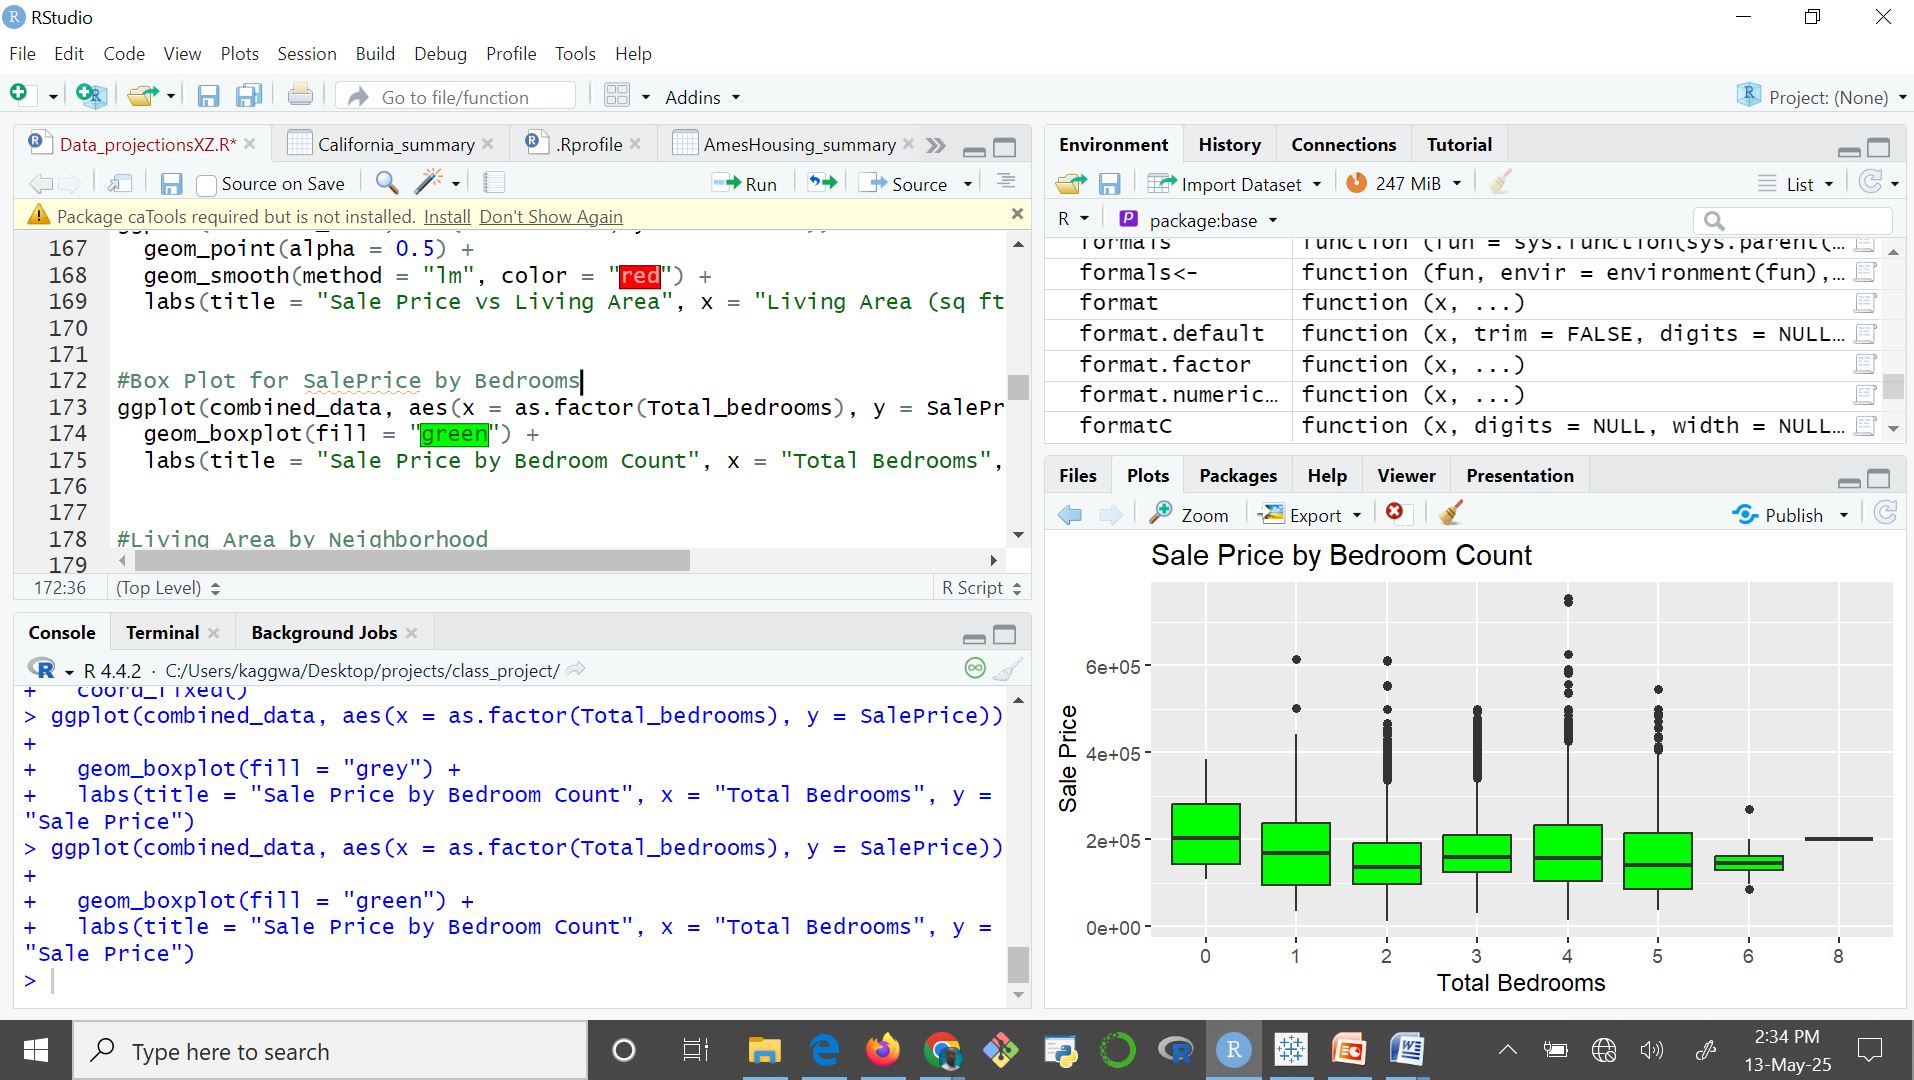 RStudio
File Edit Code View Plots Session Build Debug Profile Tools Help
Go to file/function
Addins
Project: (None)
Data_projectionsXZ.R*
California_summary
.Rprofile
AmesHousing_summary
Source on Save
Run
Source
Package caTools required but is not installed. Install Don't Show Again
167 geom_point(alpha = 0.5) +
168 geom_smooth(method = "lm", color = "red") +
169 labs(title = "Sale Price vs Living Area", x = "Living Area (sq ft
170
171
172 #Box Plot for SalePrice by Bedrooms
173 ggplot(combined_data, aes(x = as.factor(Total_bedrooms), y = SalePr
174 geom_boxplot(fill = "green") +
175 labs(title = "Sale Price by Bedroom Count", x = "Total Bedrooms",
176
177
178 #Living Area by Neighborhood
179
172:36 (Top Level) R Script
Console Terminal Background Jobs
R 4.4.2 · C:/Users/kaggwa/Desktop/projects/class_project/
+ coord_fixed()
> ggplot(combined_data, aes(x = as.factor(Total_bedrooms), y = SalePrice))
+
+ geom_boxplot(fill = "grey") +
+ labs(title = "Sale Price by Bedroom Count", x = "Total Bedrooms", y =
"Sale Price")
> ggplot(combined_data, aes(x = as.factor(Total_bedrooms), y = SalePrice))
+
+ geom_boxplot(fill = "green") +
+ labs(title = "Sale Price by Bedroom Count", x = "Total Bedrooms", y =
"Sale Price")
>
Environment History Connections Tutorial
Import Dataset 247 MiB List
R package:base
formals function (fun = sys.function(sys.parent(…
formals<- function (fun, envir = environment(fun),…
format function (x, ...)
format.default function (x, trim = FALSE, digits = NULL…
format.factor function (x, ...)
format.numeric… function (x, ...)
formatC function (x, digits = NULL, width = NULL…
Files Plots Packages Help Viewer Presentation
Zoom Export Publish
Sale Price by Bedroom Count
Sale Price
6e+05
4e+05
2e+05
0e+00
0 1 2 3 4 5 6 8
Total Bedrooms
Type here to search
2:34 PM
13-May-25